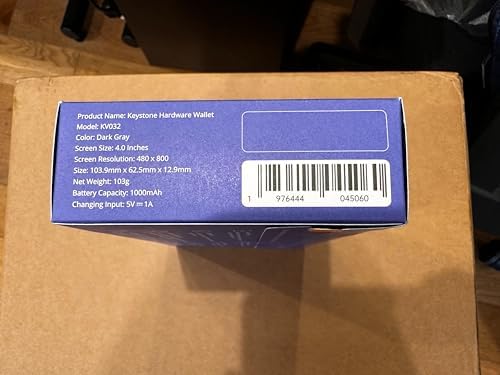 Product Name: Keystone Hardware Wallet
Model: KV032
Color: Dark Gray
Screen Size: 4.0 Inches
Screen Resolution: 480 x 800
Size: 103.9mm x 62.5mm x 12.9mm
Net Weight: 103g
Battery Capacity: 1000mAh
Changing Input: 5V⎓1A
1 976444 045060